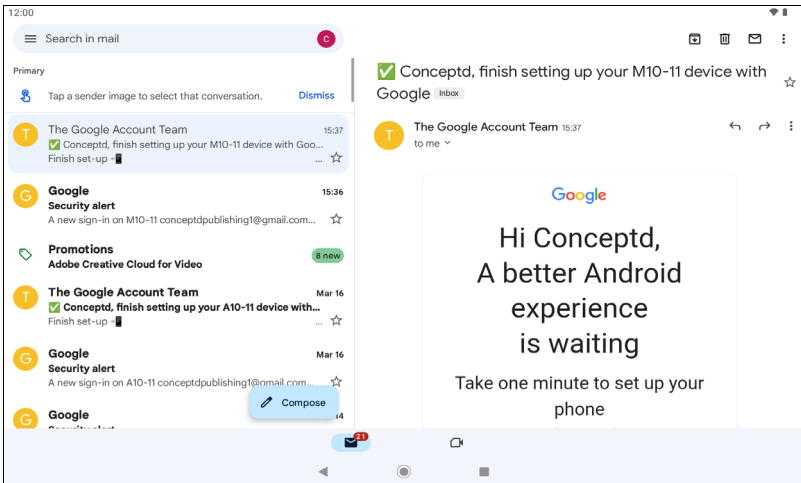 12:00
Search in mail
C
Primary
Tap a sender image to select that conversation.
Dismiss
T
The Google Account Team
15:37
✅ Conceptd, finish setting up your M10-11 device with Goo...
Finish set-up 📲
...
G
Google
15:36
Security alert
A new sign-in on M10-11 conceptdpublishing1@gmail.com...
Promotions
Adobe Creative Cloud for Video
8 new
T
The Google Account Team
Mar 16
✅ Conceptd, finish setting up your A10-11 device with...
Finish set-up 📲
...
G
Google
Mar 16
Security alert
A new sign-in on A10-11 conceptdpublishing1@gmail.com...
G
Google
14
Security alert
Compose
✅ Conceptd, finish setting up your M10-11 device with
Google Inbox
T
The Google Account Team 15:37
to me
Google
Hi Conceptd,
A better Android
experience
is waiting
Take one minute to set up your
phone
21